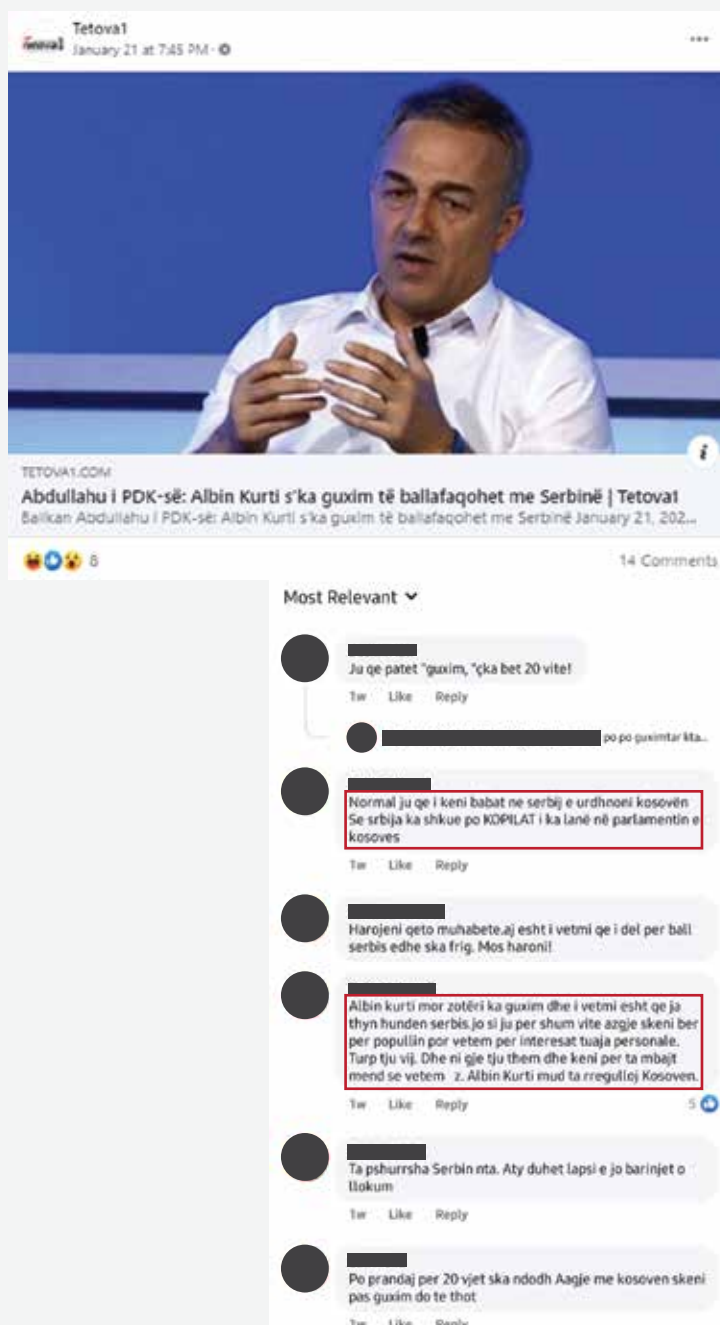 Tetova1
Tetova1
January 21 at 7:45 PM ·
TETOVA1.COM
Abdullahu i PDK-së: Albin Kurti s'ka guxim të ballafaqohet me Serbinë | Tetova1
Ballkan Abdullahu i PDK-së: Albin Kurti s'ka guxim të ballafaqohet me Serbinë January 21, 202...
8
14 Comments
Most Relevant
Ju qe patet "guxim, "çka bet 20 vite!
1w Like Reply
po po guximtar kta...
Normal ju qe i keni babat ne serbij e urdhnoni kosovën
Se srbija ka shkue po KOPILAT i ka lanë në parlamentin e
kosoves
1w Like Reply
Harojeni qeto muhabete.aj esht i vetmi qe i del per ball
serbis edhe ska frig. Mos haroni!
1w Like Reply
Albin kurti mor zotëri ka guxim dhe i vetmi esht qe ja
thyn hunden serbis.jo si ju per shum vite azgje skeni ber
per popullin por vetem per interesat tuaja personale.
Turp tju vij. Dhe ni gje tju them dhe keni per ta mbajt
mend se vetem z. Albin Kurti mud ta rregulloj Kosoven.
1w Like Reply
5
Ta pshurrsha Serbin nta. Aty duhet lapsi e jo barinjet o
llokum
1w Like Reply
Po prandaj per 20 vjet ska ndodh Aagje me kosoven skeni
pas guxim do te thot
1w Like Reply